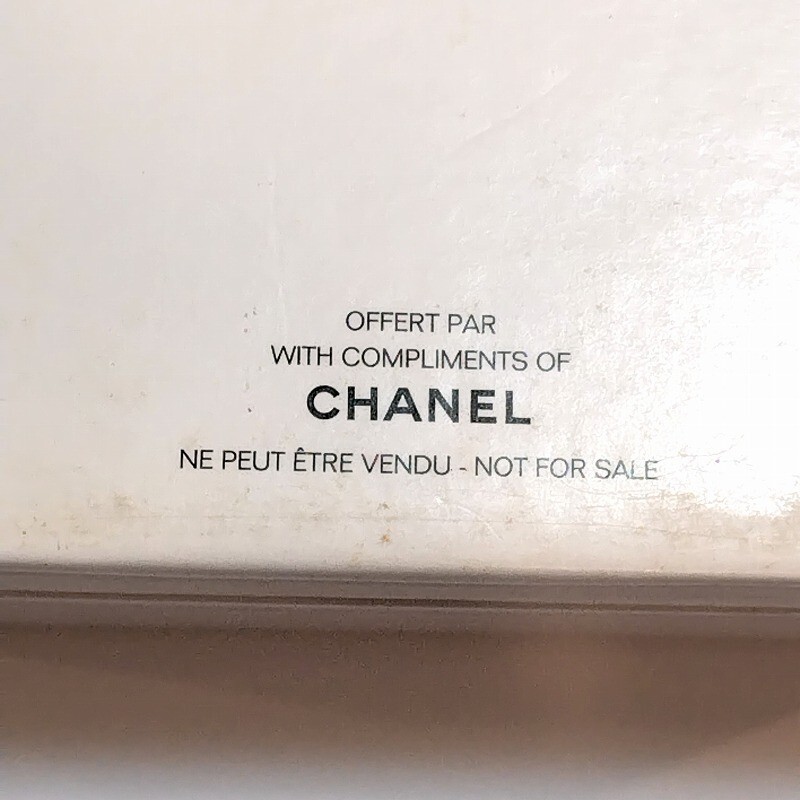 OFFERT PAR
WITH COMPLIMENTS OF
CHANEL
NE PEUT ÊTRE VENDU - NOT FOR SALE